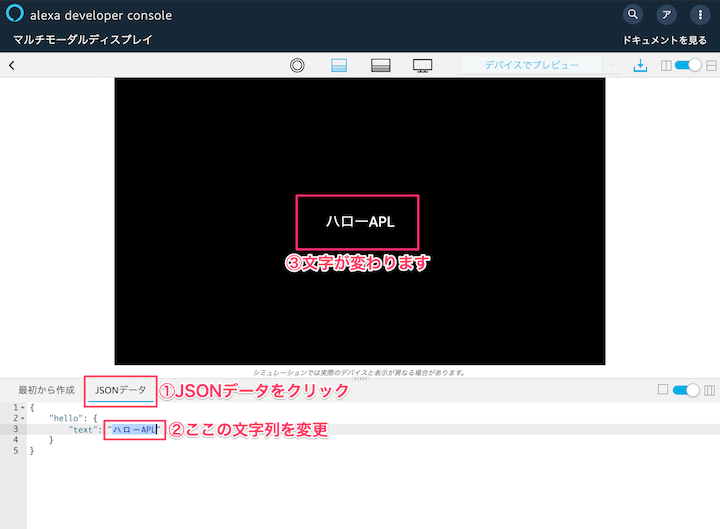 alexa developer console
ア
マルチモーダルディスプレイ
ドキュメントを見る
デバイスでプレビュー
ハローAPL
③文字が変わります
シミュレーションでは実際のデバイスと表示が異なる場合があります。
最初から作成
JSONデータ
①JSONデータをクリック
1 {
2 "hello": {
3 "text": "ハローAPL"
②ここの文字列を変更
4 }
5 }